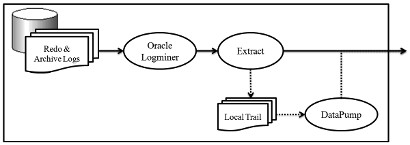 Redo &
Archive Logs
Oracle
Logminer
Extract
Local Trail
DataPump